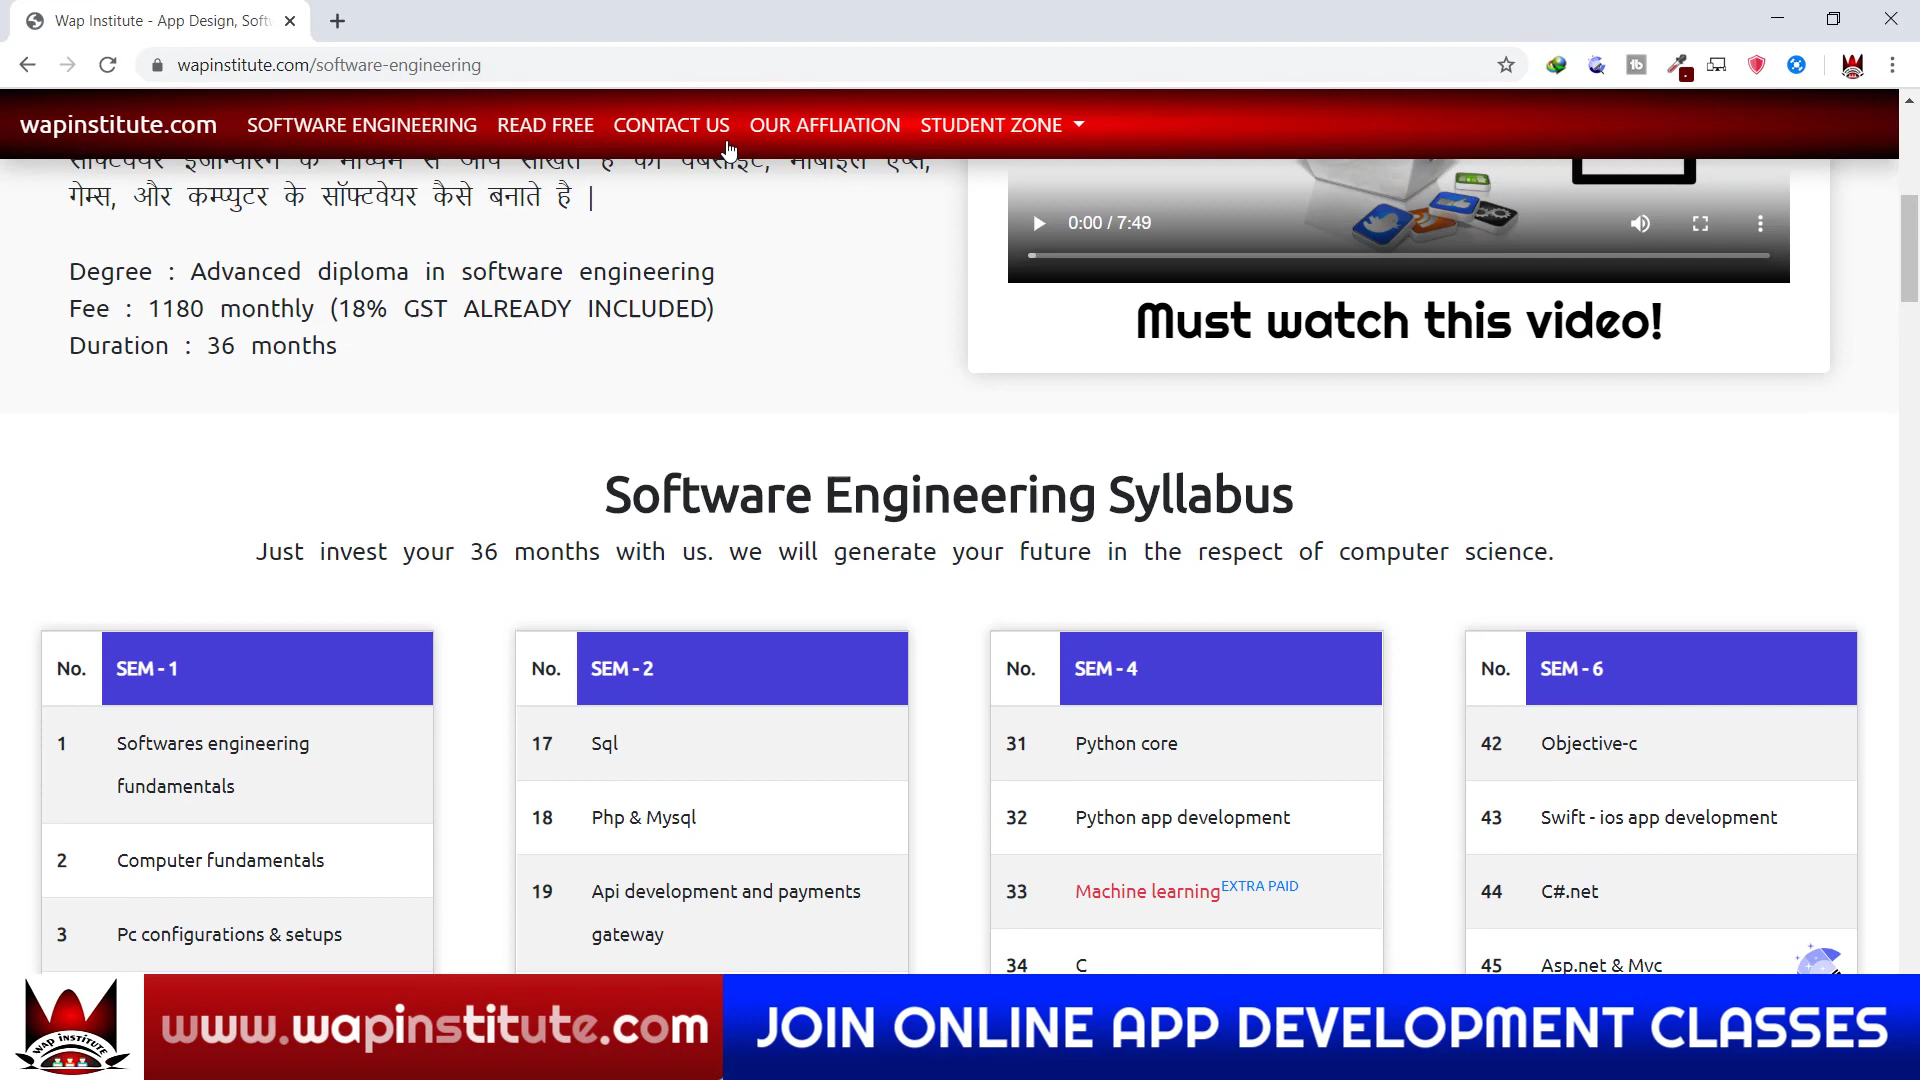 Wap Institute - App Design, Soft
wapinstitute.com/software-engineering
wapinstitute.com
SOFTWARE ENGINEERING
READ FREE
CONTACT US
OUR AFFLIATION
STUDENT ZONE
गेम्स, और कम्प्युटर के सॉफ्टवेयर कैसे बनाते है |
Degree : Advanced diploma in software engineering
Fee : 1180 monthly (18% GST ALREADY INCLUDED)
Duration : 36 months
0:00 / 7:49
Must watch this video!
Software Engineering Syllabus
Just invest your 36 months with us. we will generate your future in the respect of computer science.
No. SEM - 1
1 Softwares engineering
fundamentals
2 Computer fundamentals
3 Pc configurations & setups
No. SEM - 2
17 Sql
18 Php & Mysql
19 Api development and payments
gateway
No. SEM - 4
31 Python core
32 Python app development
33 Machine learning EXTRA PAID
34 C
No. SEM - 6
42 Objective-c
43 Swift - ios app development
44 C#.net
45 Asp.net & Mvc
WAP INSTITUTE
www.wapinstitute.com
JOIN ONLINE APP DEVELOPMENT CLASSES